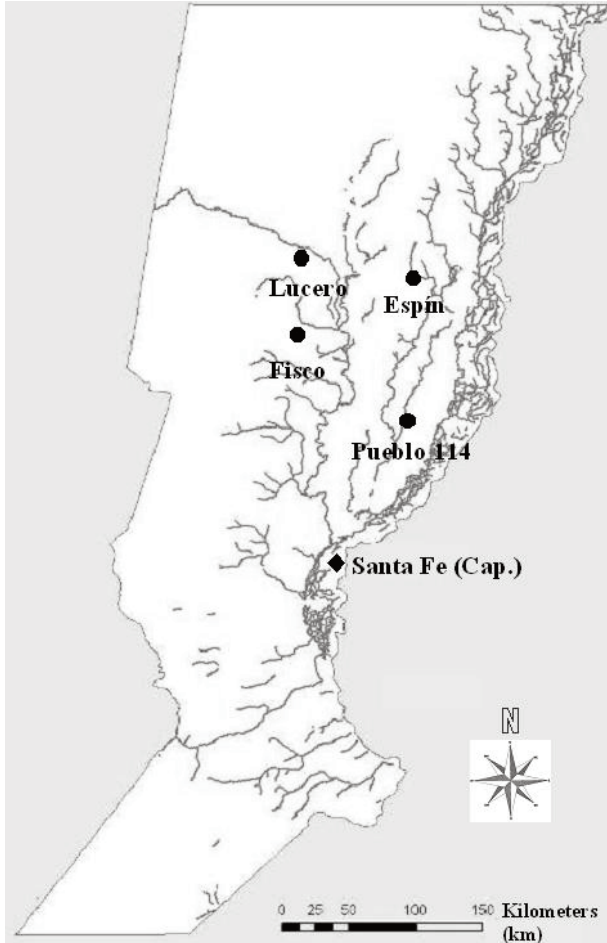 Lucero
Espín
Fisco
Pueblo 114
Santa Fe (Cap.)
N
0 25 50 100 150 Kilometers
(km)